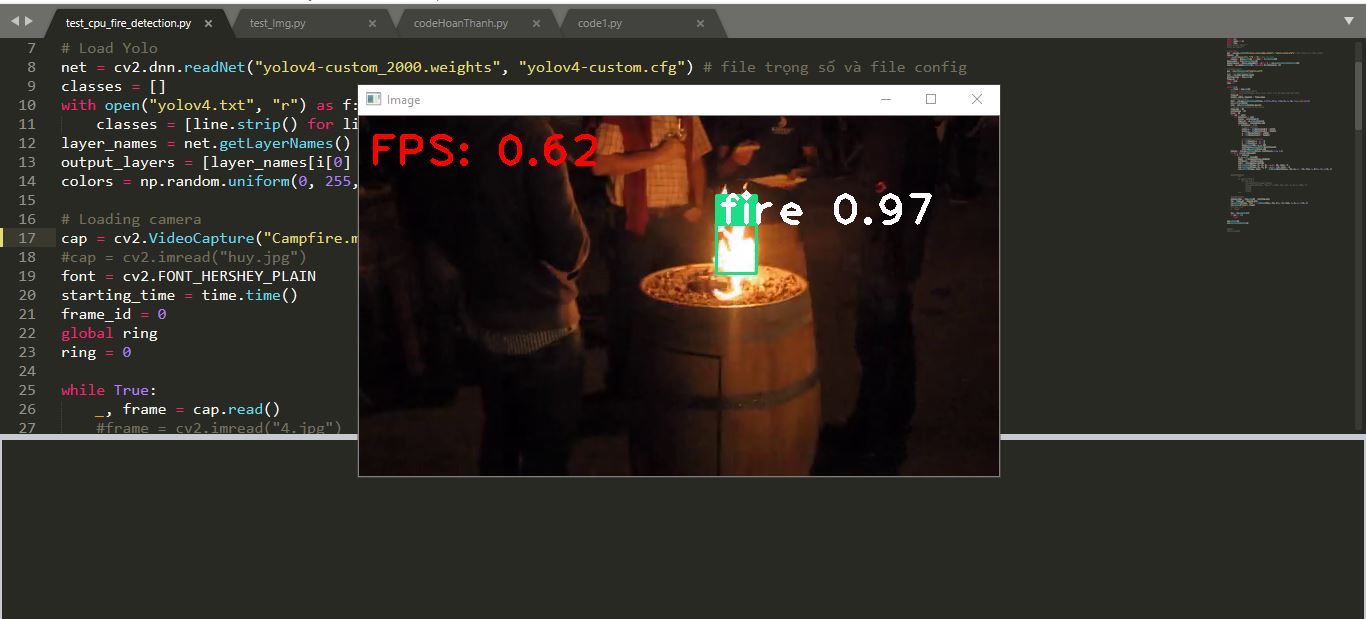 test_cpu_fire_detection.py × test_Img.py × codeHoanThanh.py × code1.py ×
7 # Load Yolo
8 net = cv2.dnn.readNet("yolov4-custom_2000.weights", "yolov4-custom.cfg") # file trọng số và file config
9 classes = []
10 with open("yolov4.txt", "r") as f:
11 classes = [line.strip() for li
12 layer_names = net.getLayerNames()
13 output_layers = [layer_names[i[0]
14 colors = np.random.uniform(0, 255,
15
16 # Loading camera
17 cap = cv2.VideoCapture("Campfire.m
18 #cap = cv2.imread("huy.jpg")
19 font = cv2.FONT_HERSHEY_PLAIN
20 starting_time = time.time()
21 frame_id = 0
22 global ring
23 ring = 0
24
25 while True:
26 _, frame = cap.read()
27 #frame = cv2.imread("4.jpg")
Image
FPS: 0.62
fire 0.97